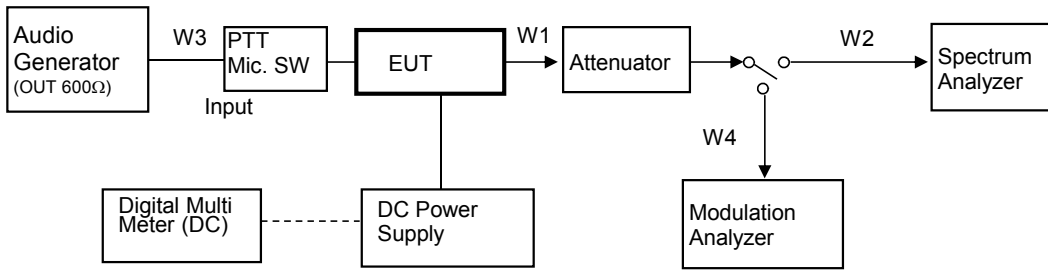 Audio
Generator
(OUT 600Ω)
W3
PTT
Mic. SW
Input
EUT
W1
Attenuator
W2
Spectrum
Analyzer
W4
Digital Multi
Meter (DC)
DC Power
Supply
Modulation
Analyzer